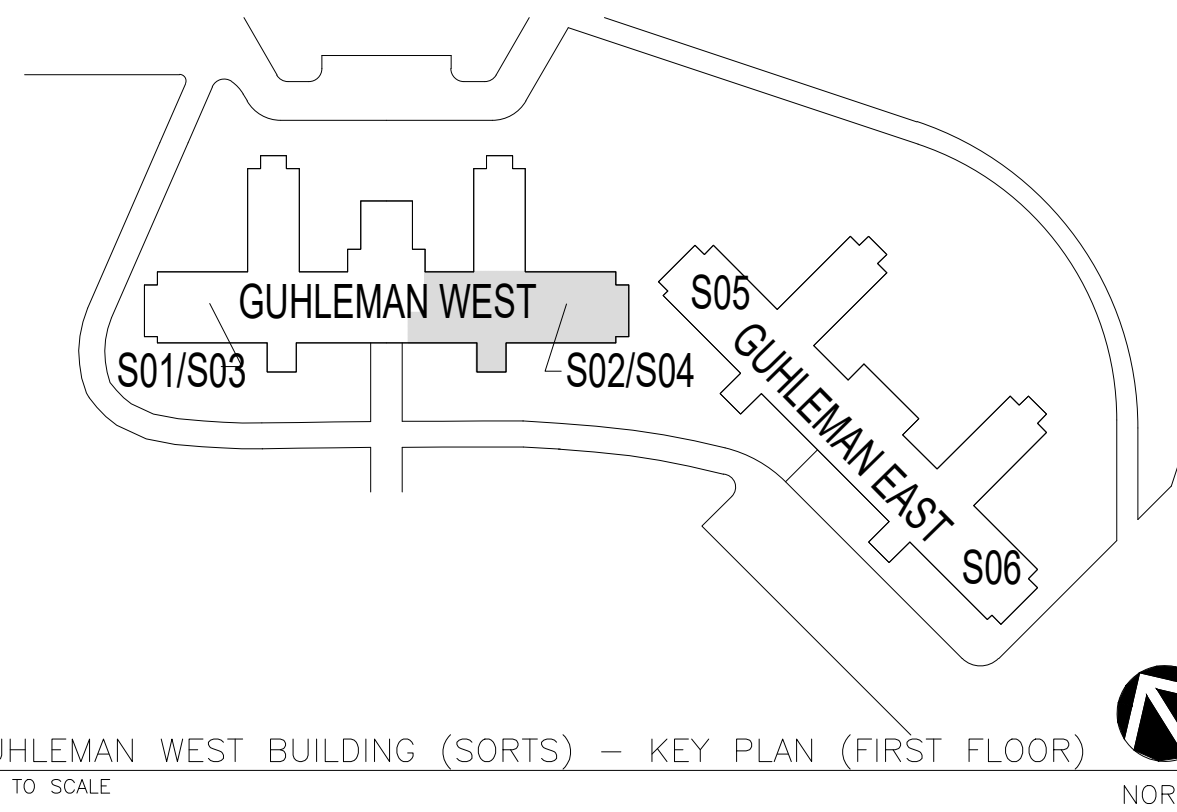 GUHLEMAN WEST
S01/S03
S02/S04
S05
GUHLEMAN EAST
S06
UHLEMAN WEST BUILDING (SORTS) – KEY PLAN (FIRST FLOOR)
TO SCALE
NOR